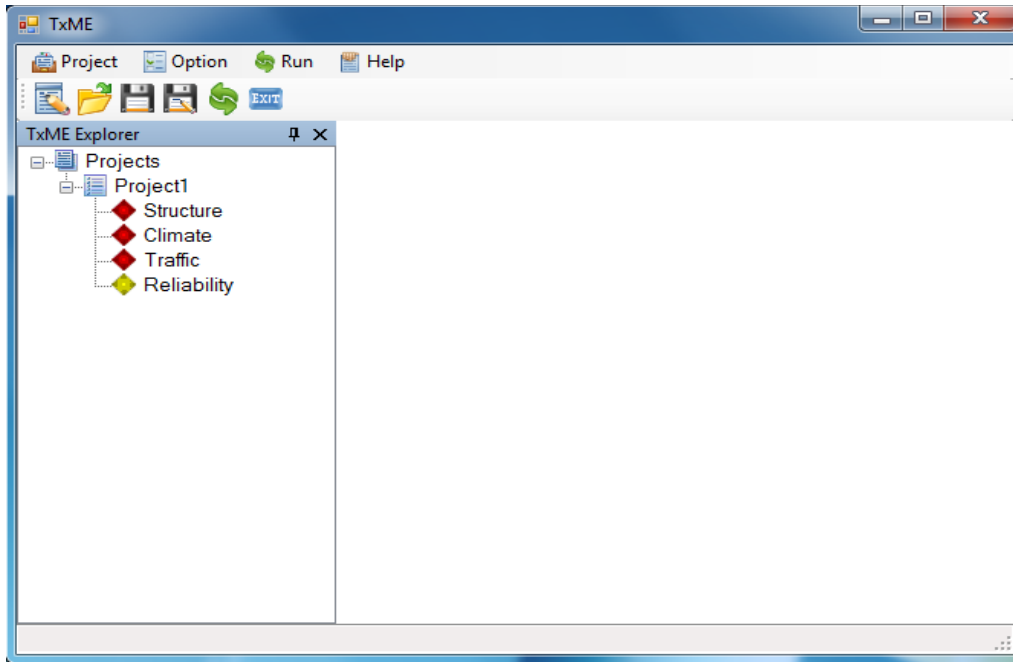 TxME
Project Option Run Help
EXIT
TxME Explorer
Projects
Project1
Structure
Climate
Traffic
Reliability